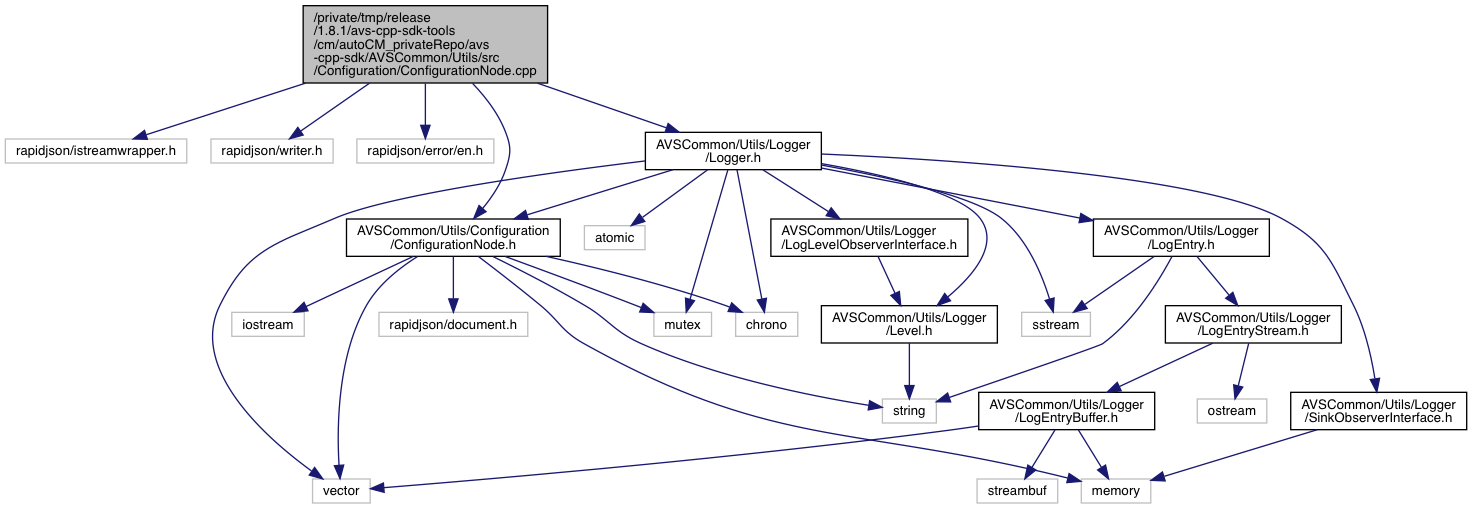 /private/tmp/release
/1.8.1/avs-cpp-sdk-tools
/cm/autoCM_privateRepo/avs
-cpp-sdk/AVSCommon/Utils/src
/Configuration/ConfigurationNode.cpp
rapidjson/istreamwrapper.h
rapidjson/writer.h
rapidjson/error/en.h
AVSCommon/Utils/Logger
/Logger.h
AVSCommon/Utils/Configuration
/ConfigurationNode.h
atomic
AVSCommon/Utils/Logger
/LogLevelObserverInterface.h
AVSCommon/Utils/Logger
/LogEntry.h
iostream
rapidjson/document.h
mutex
chrono
AVSCommon/Utils/Logger
/Level.h
sstream
AVSCommon/Utils/Logger
/LogEntryStream.h
string
AVSCommon/Utils/Logger
/LogEntryBuffer.h
ostream
AVSCommon/Utils/Logger
/SinkObserverInterface.h
vector
streambuf
memory